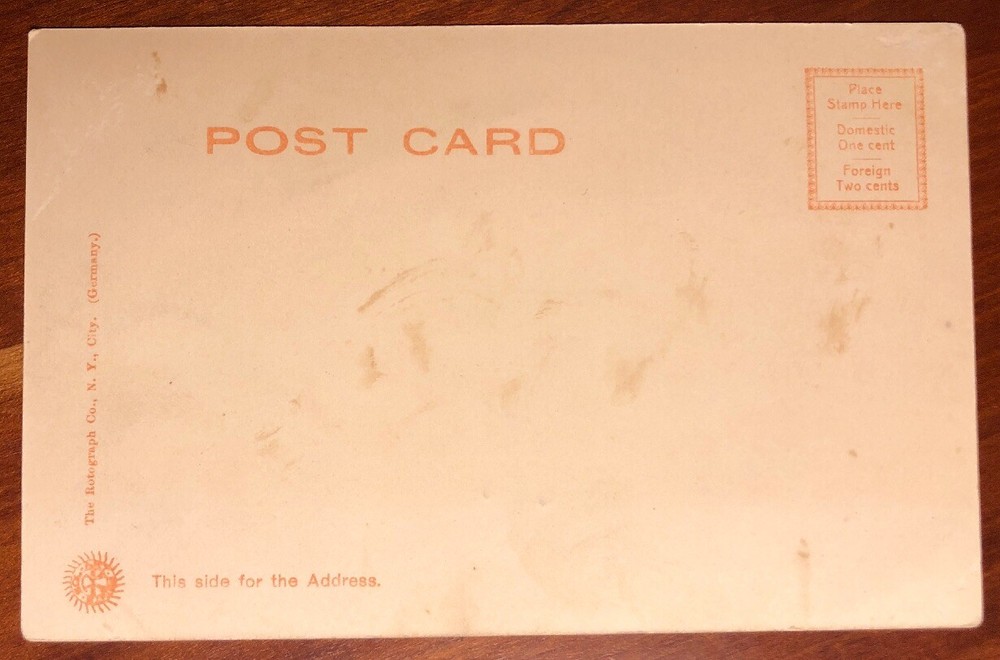 POST CARD
Place
Stamp Here
Domestic
One cent
Foreign
Two cents
The Rotograph Co., N. Y., City. (Germany.)
This side for the Address.